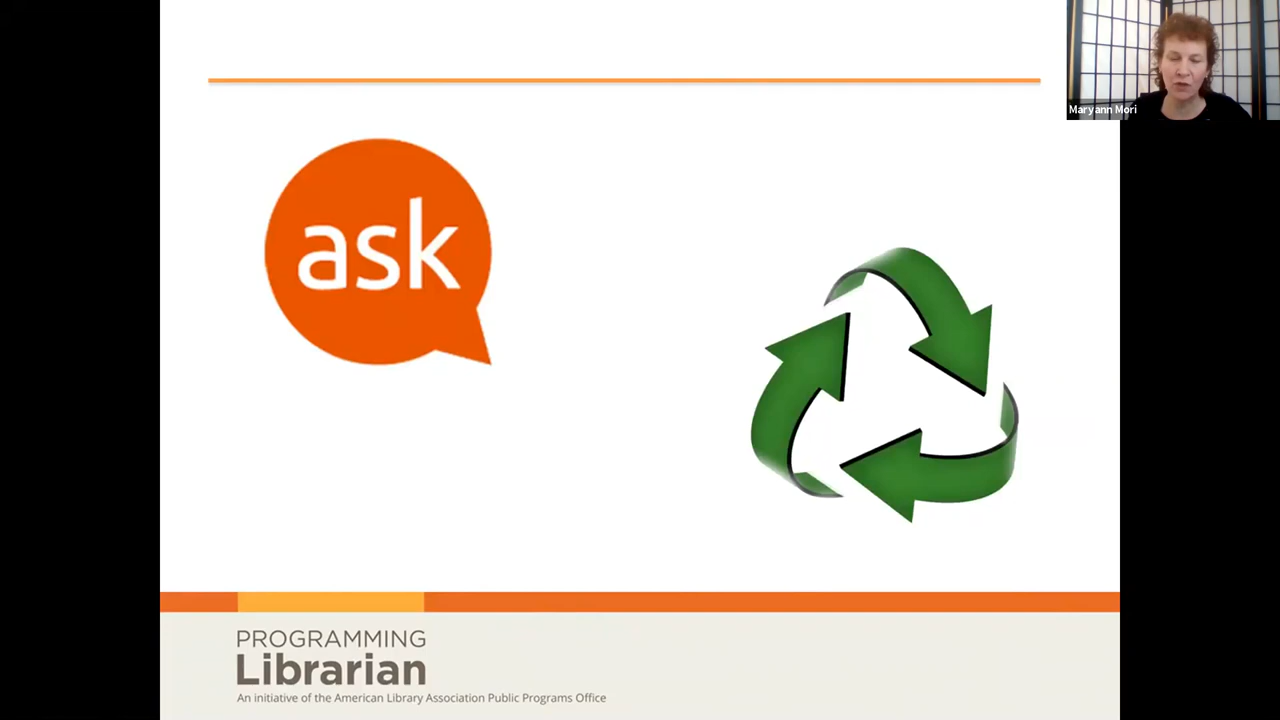 Maryann Mori
ask
PROGRAMMING
Librarian
An initiative of the American Library Association Public Programs Office